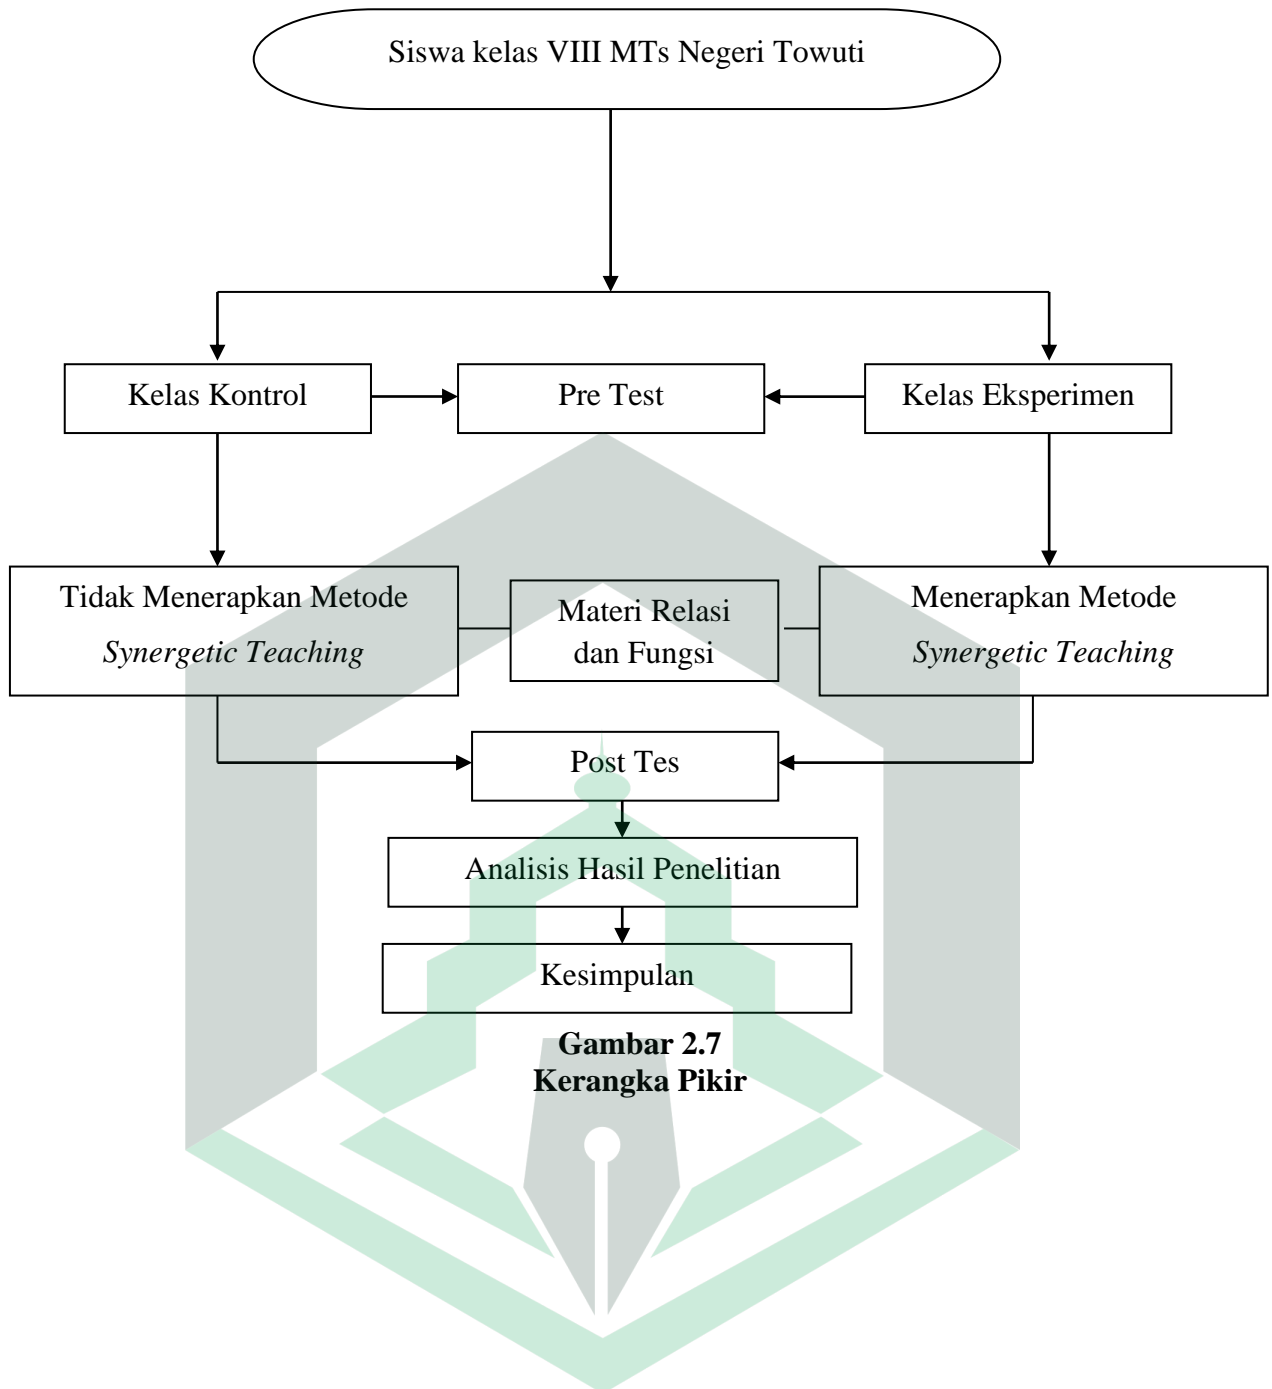 Siswa kelas VIII MTs Negeri Towuti
Kelas Kontrol
Pre Test
Kelas Eksperimen
Tidak Menerapkan Metode
Synergetic Teaching
Materi Relasi
dan Fungsi
Menerapkan Metode
Synergetic Teaching
Post Tes
Analisis Hasil Penelitian
Kesimpulan
Gambar 2.7
Kerangka Pikir